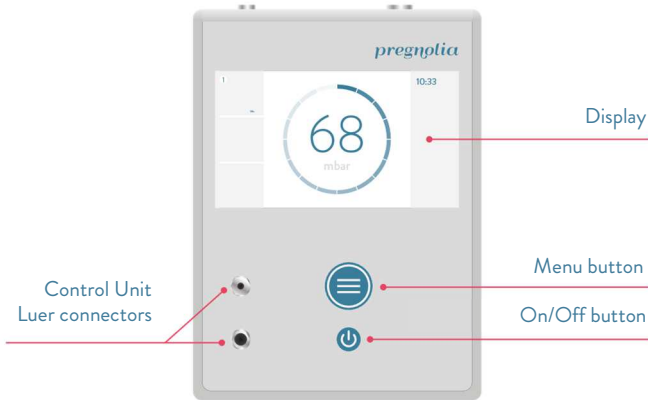 pregnolia
1
10:33
68
mbar
Display
Menu button
Control Unit
Luer connectors
On/Off button